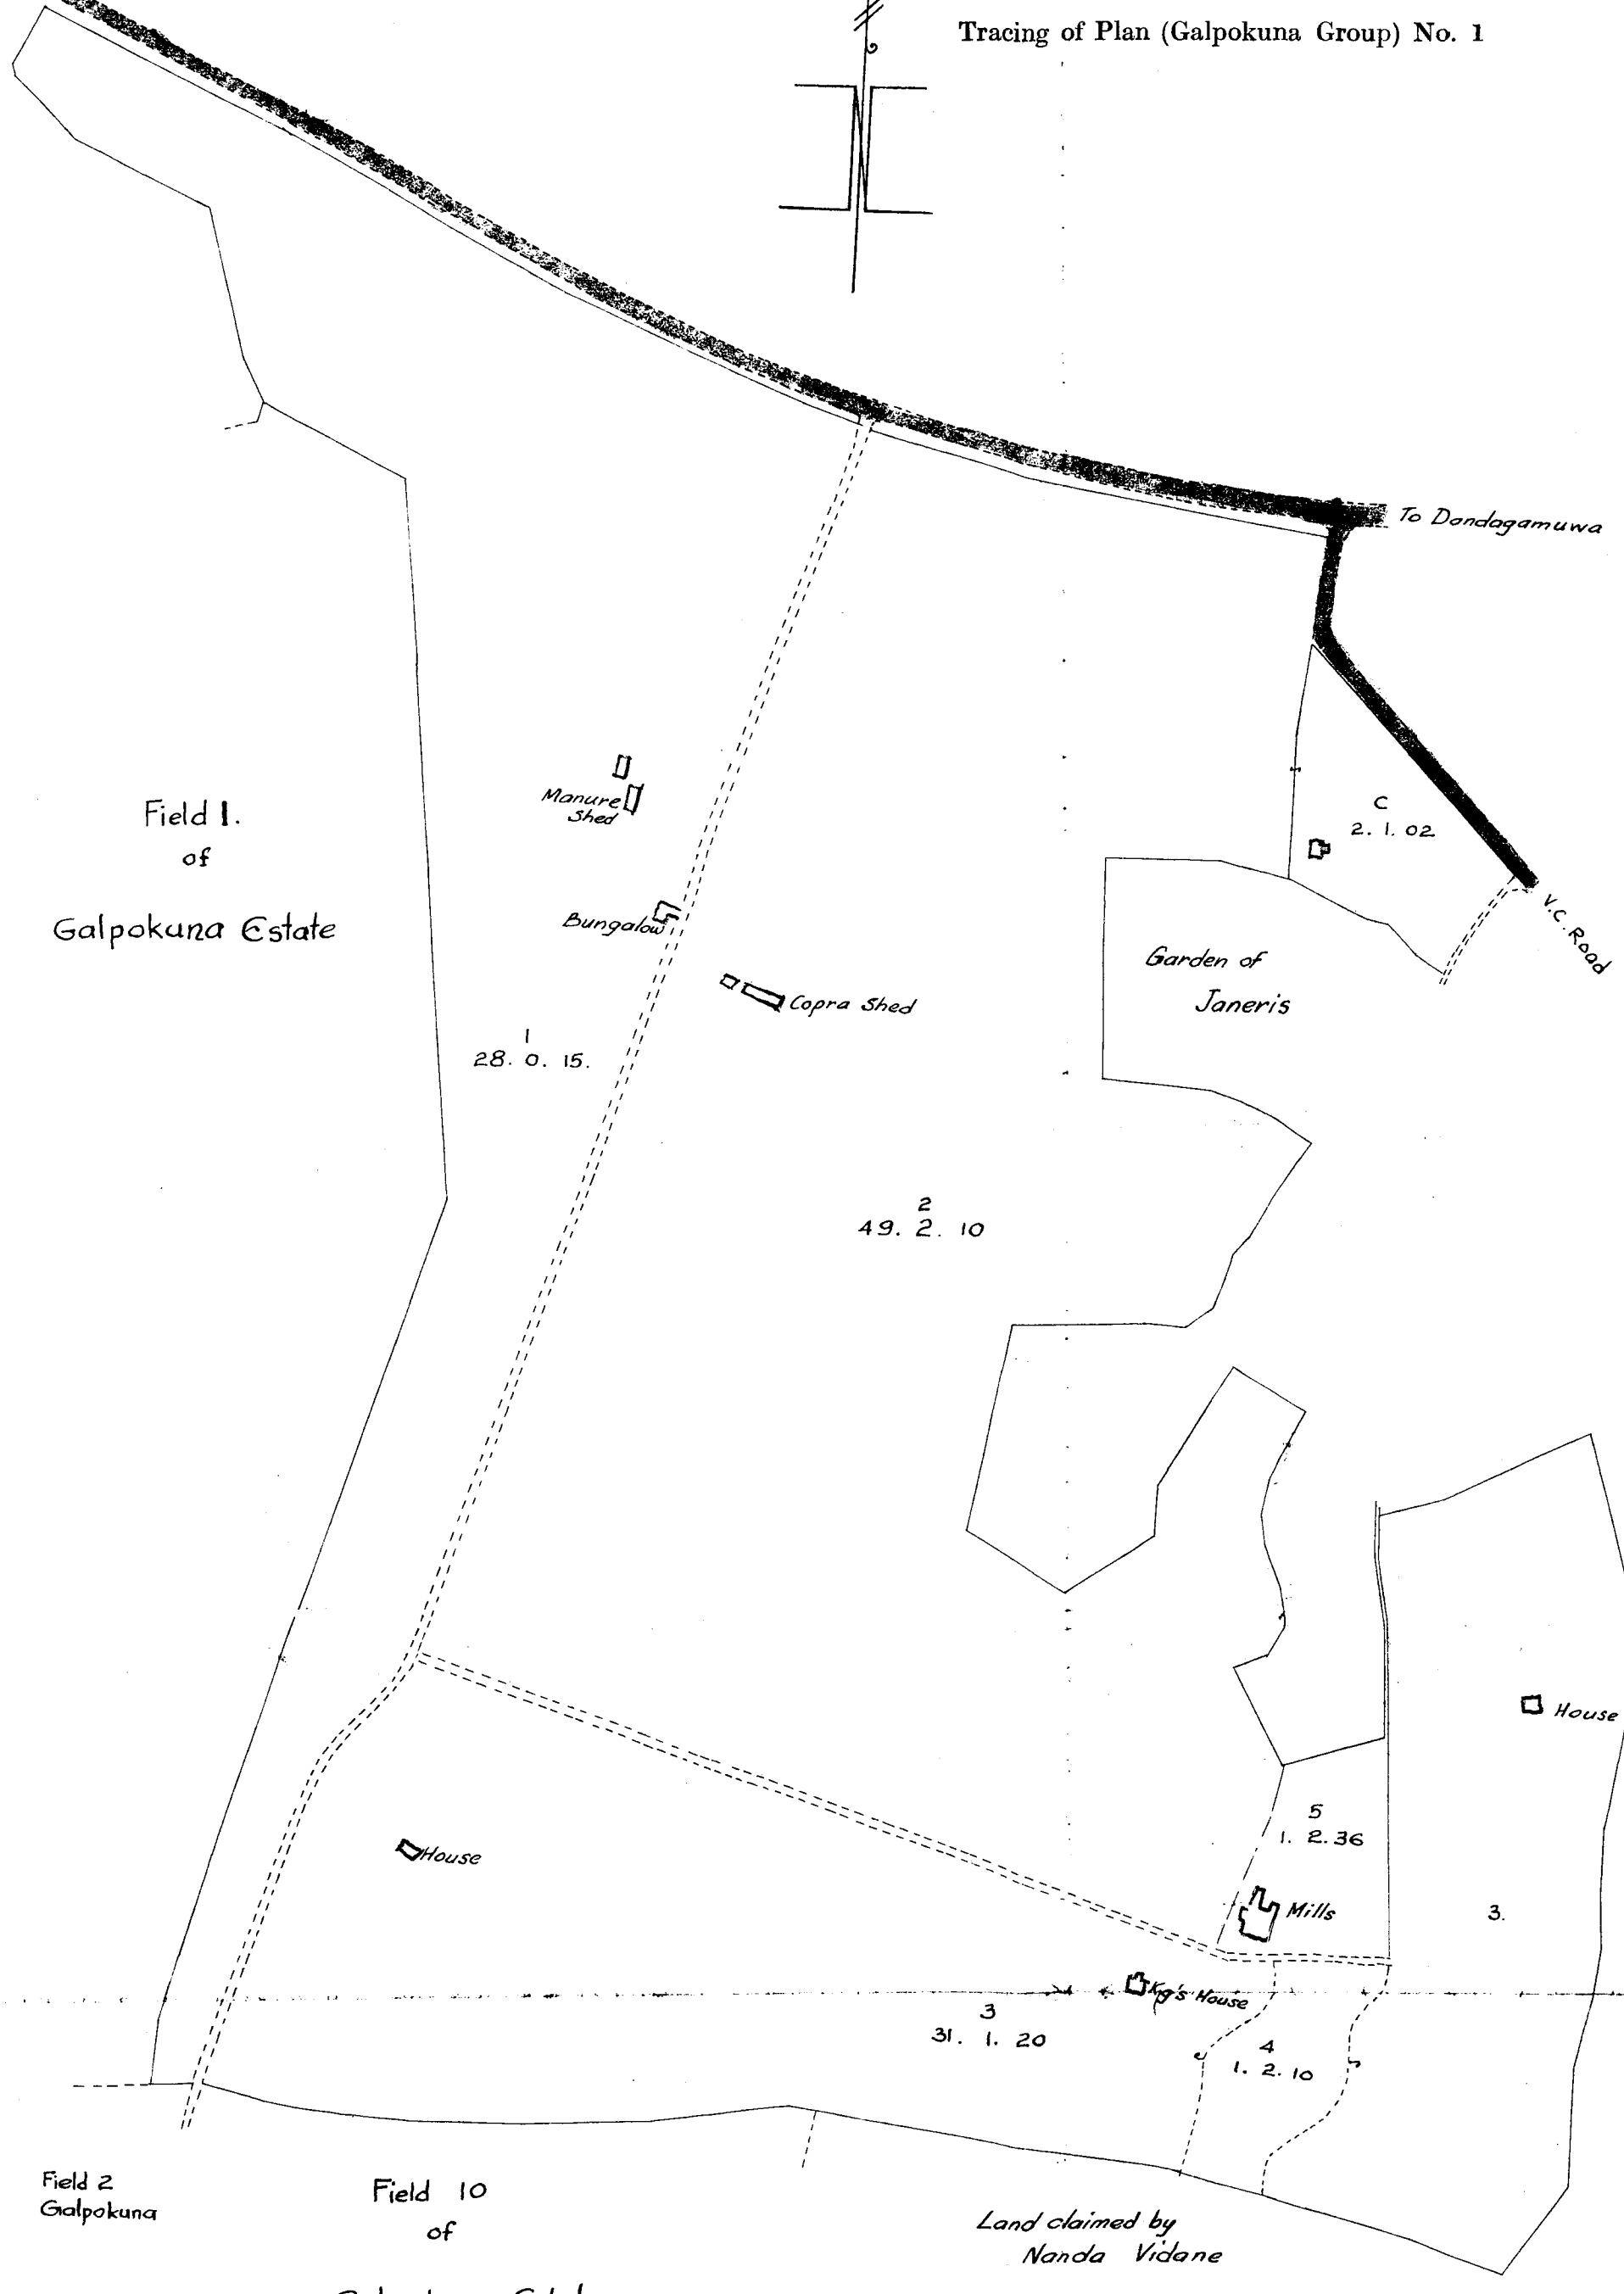 Tracing of Plan (Galpokuna Group) No. 1
To Dandagamuwa
Manure
Shed
Field 1.
of
Galpokuna Estate
C
2. 1. 02
V.C. Road
Bungalow
Garden of
Janeris
Copra Shed
1
28. 0. 15.
2
49. 2. 10
House
5
1. 2. 36
House
Mills
3.
Kg's House
3
31. 1. 20
4
1. 2. 10
Field 2
Galpokuna
Field 10
of
Land claimed by
Nanda Vidane